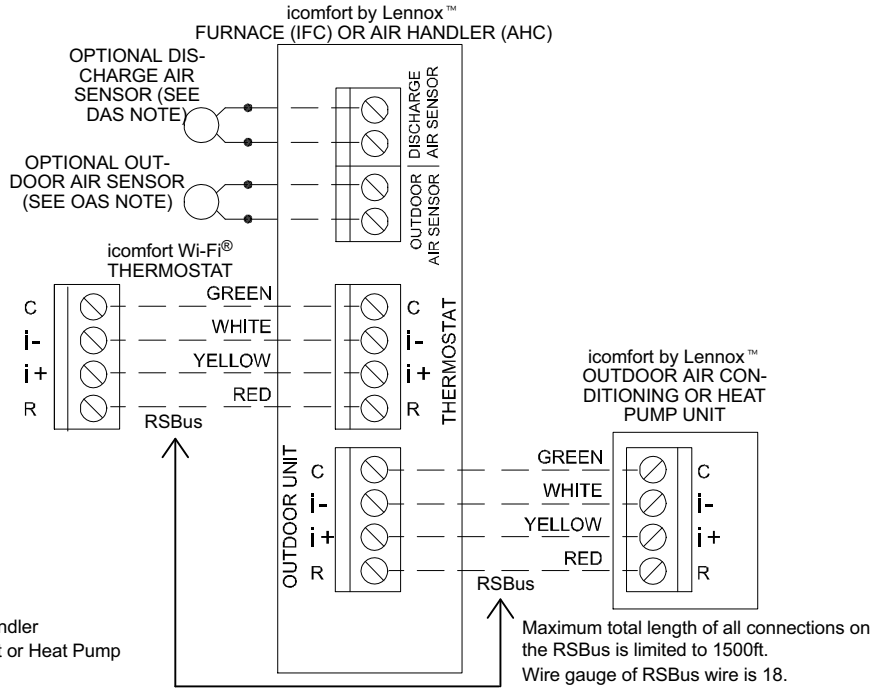 icomfort by Lennox™
FURNACE (IFC) OR AIR HANDLER (AHC)
OPTIONAL DIS-
CHARGE AIR
SENSOR (SEE
DAS NOTE)
DISCHARGE
AIR SENSOR
OPTIONAL OUT-
DOOR AIR SENSOR
(SEE OAS NOTE)
OUTDOOR
AIR SENSOR
icomfort Wi-Fi®
THERMOSTAT
C
i-
i+
R
GREEN
WHITE
YELLOW
RED
RSBus
C
i-
i+
R
THERMOSTAT
icomfort by Lennox™
OUTDOOR AIR CON-
DITIONING OR HEAT
PUMP UNIT
OUTDOOR UNIT
C
i-
i+
R
GREEN
WHITE
YELLOW
RED
RSBus
C
i-
i+
R
ndler
t or Heat Pump
Maximum total length of all connections on
the RSBus is limited to 1500ft.
Wire gauge of RSBus wire is 18.